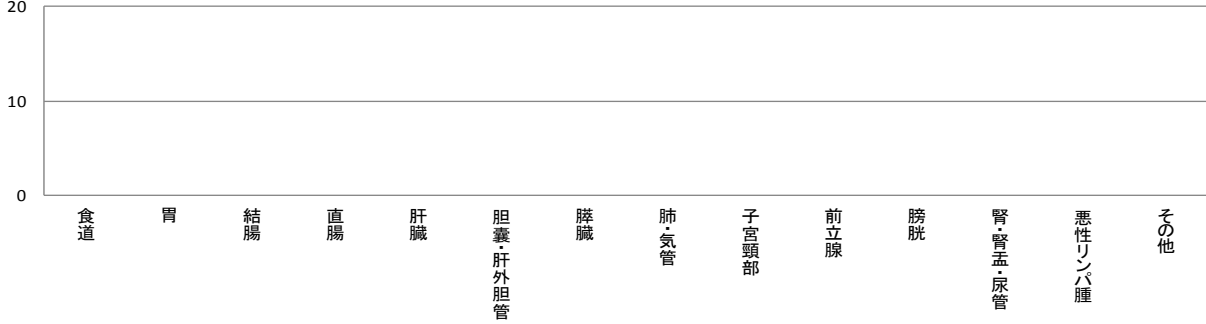 20
10
0
食道
胃
結腸
直腸
肝臓
胆嚢・肝外胆管
膵臓
肺・気管
子宮頸部
前立腺
膀胱
腎・腎盂・尿管
悪性リンパ腫
その他